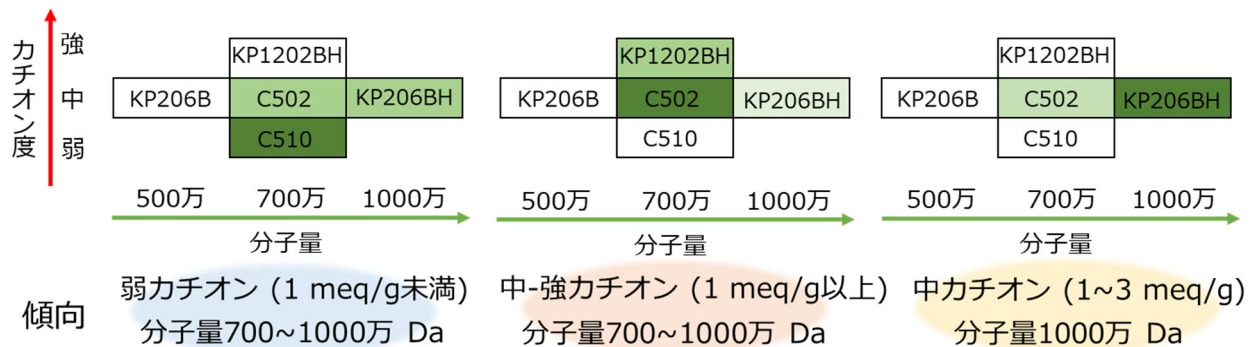 カチオン度
強
中
弱
KP1202BH
KP206B C502 KP206BH
C510
500万 700万 1000万
分子量
KP1202BH
KP206B C502 KP206BH
C510
500万 700万 1000万
分子量
KP1202BH
KP206B C502 KP206BH
C510
500万 700万 1000万
分子量
傾向
弱カチオン (1 meq/g未満)
分子量700~1000万 Da
中-強カチオン (1 meq/g以上)
分子量700~1000万 Da
中カチオン (1~3 meq/g)
分子量1000万 Da